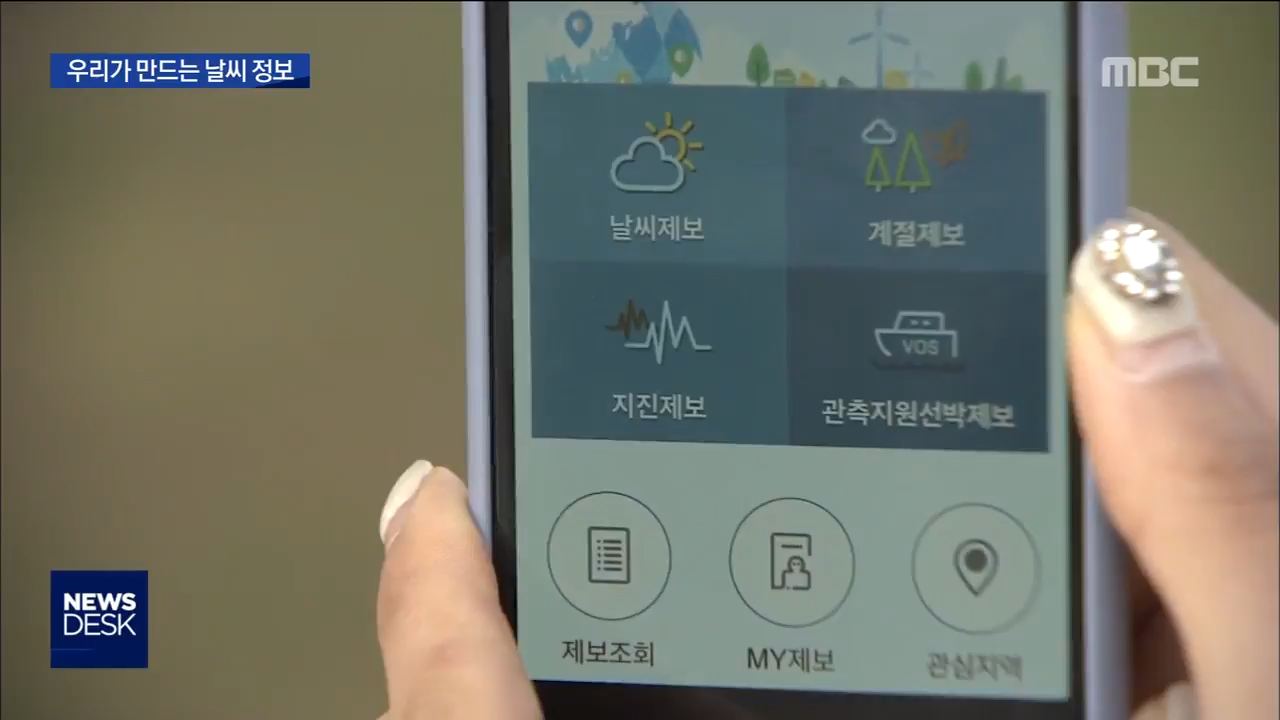 우리가 만드는 날씨 정보
MBC
날씨제보
계절제보
지진제보
VOS
관측지원선박제보
제보조회
MY제보
관심지역
NEWS
DESK